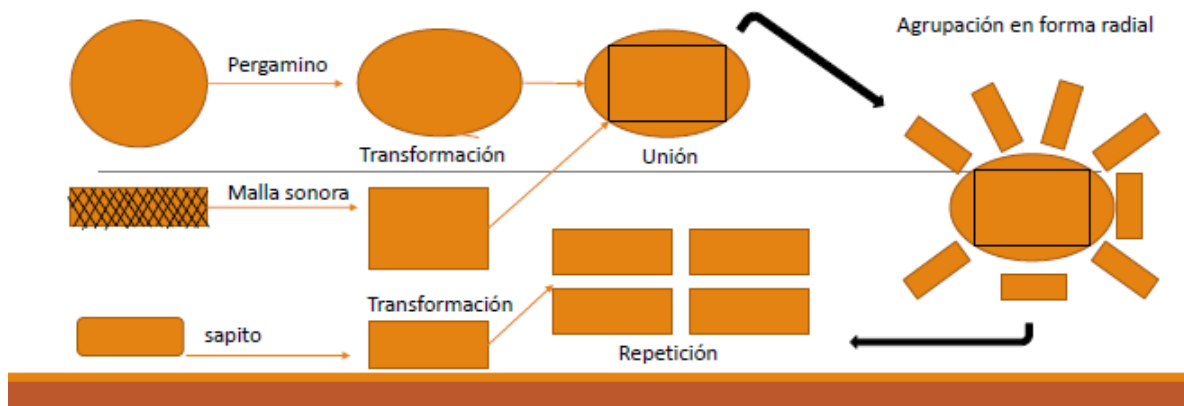 Agrupación en forma radial
Pergamino
Transformación
Unión
Malla sonora
Transformación
sapito
Repetición